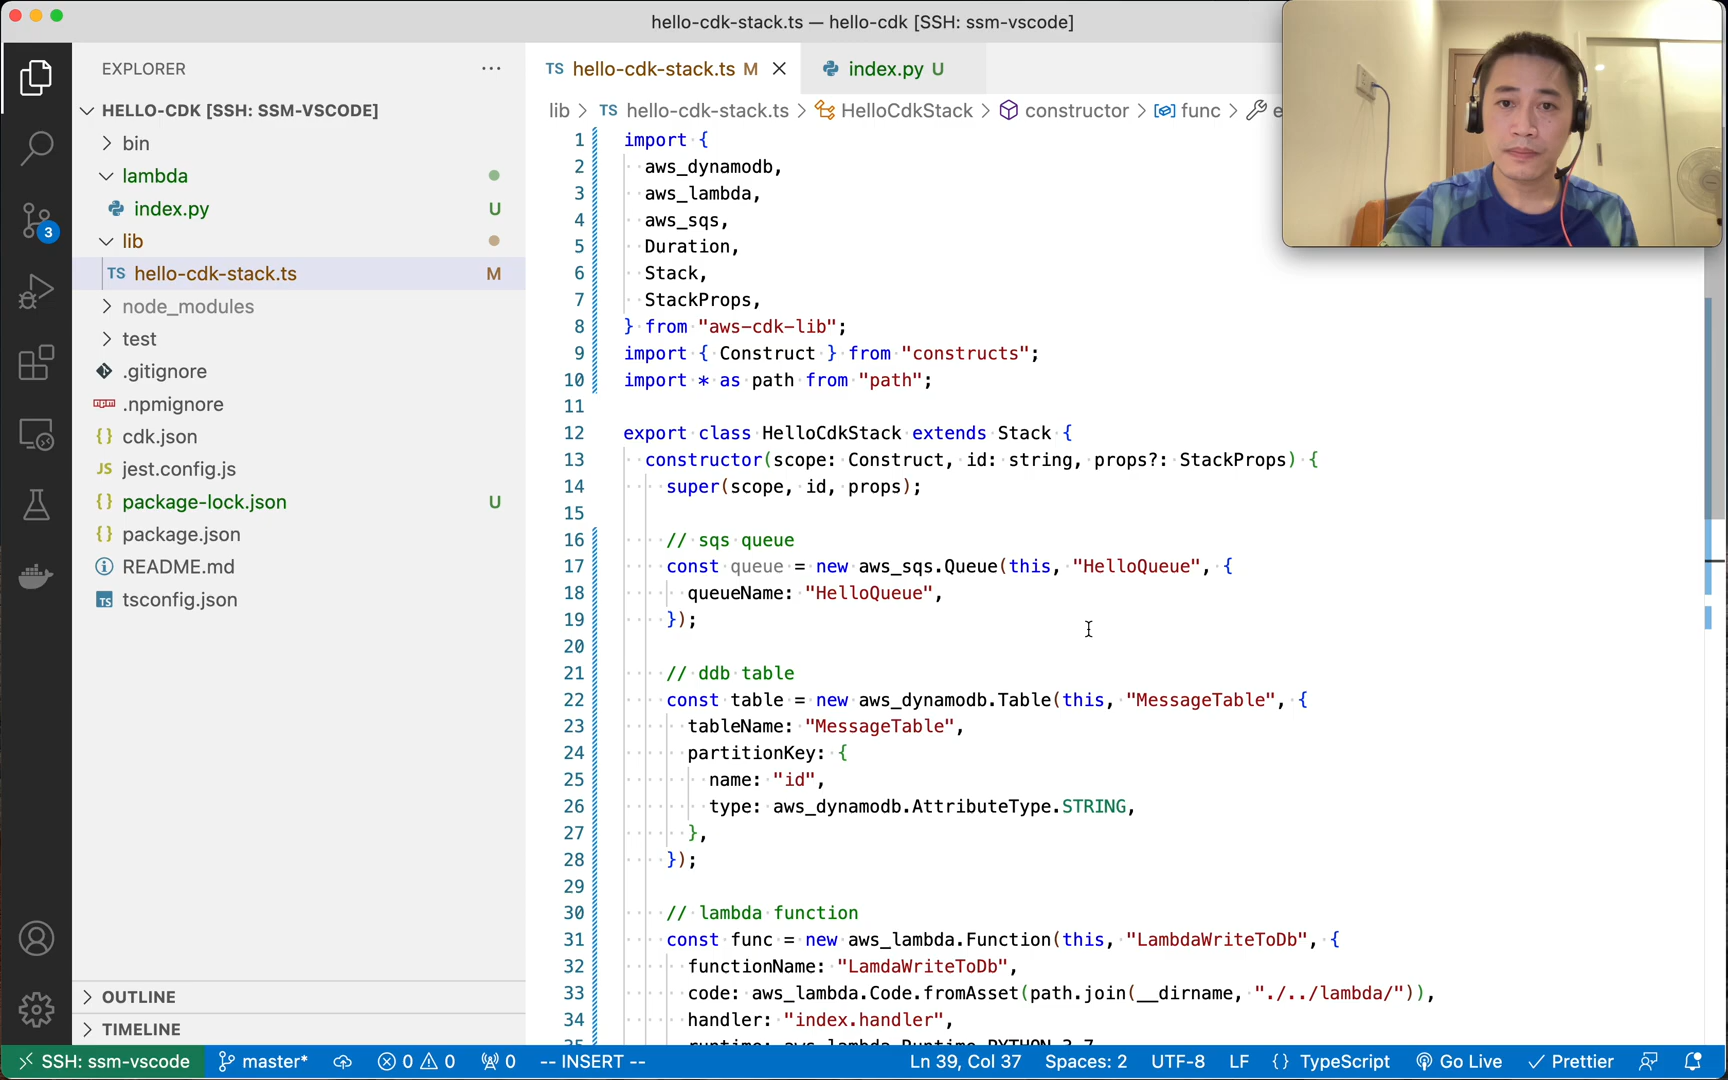 hello-cdk-stack.ts — hello-cdk [SSH: ssm-vscode]
EXPLORER
HELLO-CDK [SSH: SSM-VSCODE]
bin
lambda
index.py U
lib
TS hello-cdk-stack.ts M
node_modules
test
.gitignore
.npmignore
{} cdk.json
JS jest.config.js
{} package-lock.json U
{} package.json
README.md
TS tsconfig.json
OUTLINE
TIMELINE
3
TS hello-cdk-stack.ts M
index.py U
lib > TS hello-cdk-stack.ts > HelloCdkStack > constructor > func >
1 import {
2 aws_dynamodb,
3 aws_lambda,
4 aws_sqs,
5 Duration,
6 Stack,
7 StackProps,
8 } from "aws-cdk-lib";
9 import { Construct } from "constructs";
10 import * as path from "path";
11
12 export class HelloCdkStack extends Stack {
13 constructor(scope: Construct, id: string, props?: StackProps) {
14 super(scope, id, props);
15
16 // sqs queue
17 const queue = new aws_sqs.Queue(this, "HelloQueue", {
18 queueName: "HelloQueue",
19 });
20
21 // ddb table
22 const table = new aws_dynamodb.Table(this, "MessageTable", {
23 tableName: "MessageTable",
24 partitionKey: {
25 name: "id",
26 type: aws_dynamodb.AttributeType.STRING,
27 },
28 });
29
30 // lambda function
31 const func = new aws_lambda.Function(this, "LambdaWriteToDb", {
32 functionName: "LamdaWriteToDb",
33 code: aws_lambda.Code.fromAsset(path.join(__dirname, "./../lambda/")),
34 handler: "index.handler",
SSH: ssm-vscode master* 0 0 0 -- INSERT -- Ln 39, Col 37 Spaces: 2 UTF-8 LF {} TypeScript Go Live Prettier